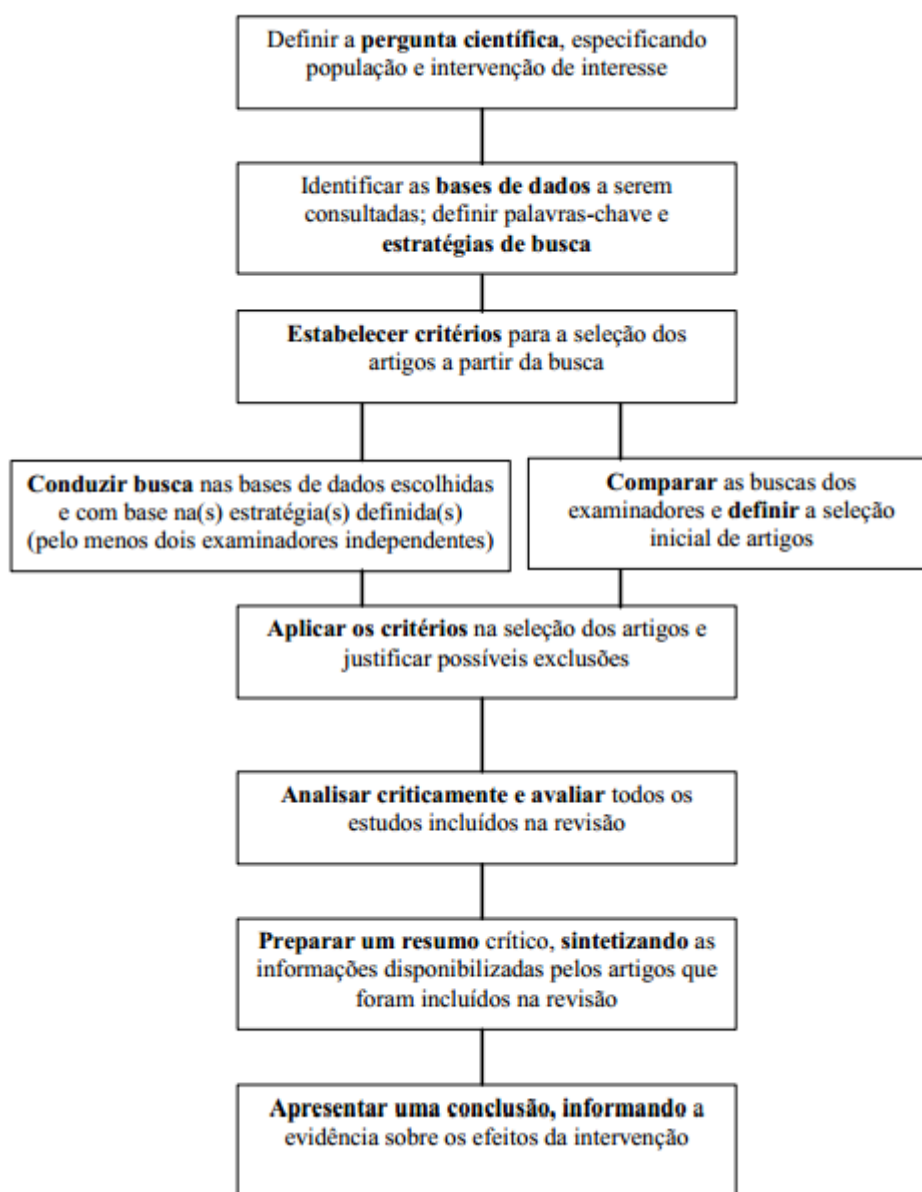 Definir a pergunta científica, especificando
população e intervenção de interesse
Identificar as bases de dados a serem
consultadas; definir palavras-chave e
estratégias de busca
Estabelecer critérios para a seleção dos
artigos a partir da busca
Conduzir busca nas bases de dados escolhidas
e com base na(s) estratégia(s) definida(s)
(pelo menos dois examinadores independentes)
Comparar as buscas dos
examinadores e definir a seleção
inicial de artigos
Aplicar os critérios na seleção dos artigos e
justificar possíveis exclusões
Analisar criticamente e avaliar todos os
estudos incluídos na revisão
Preparar um resumo crítico, sintetizando as
informações disponibilizadas pelos artigos que
foram incluídos na revisão
Apresentar uma conclusão, informando a
evidência sobre os efeitos da intervenção